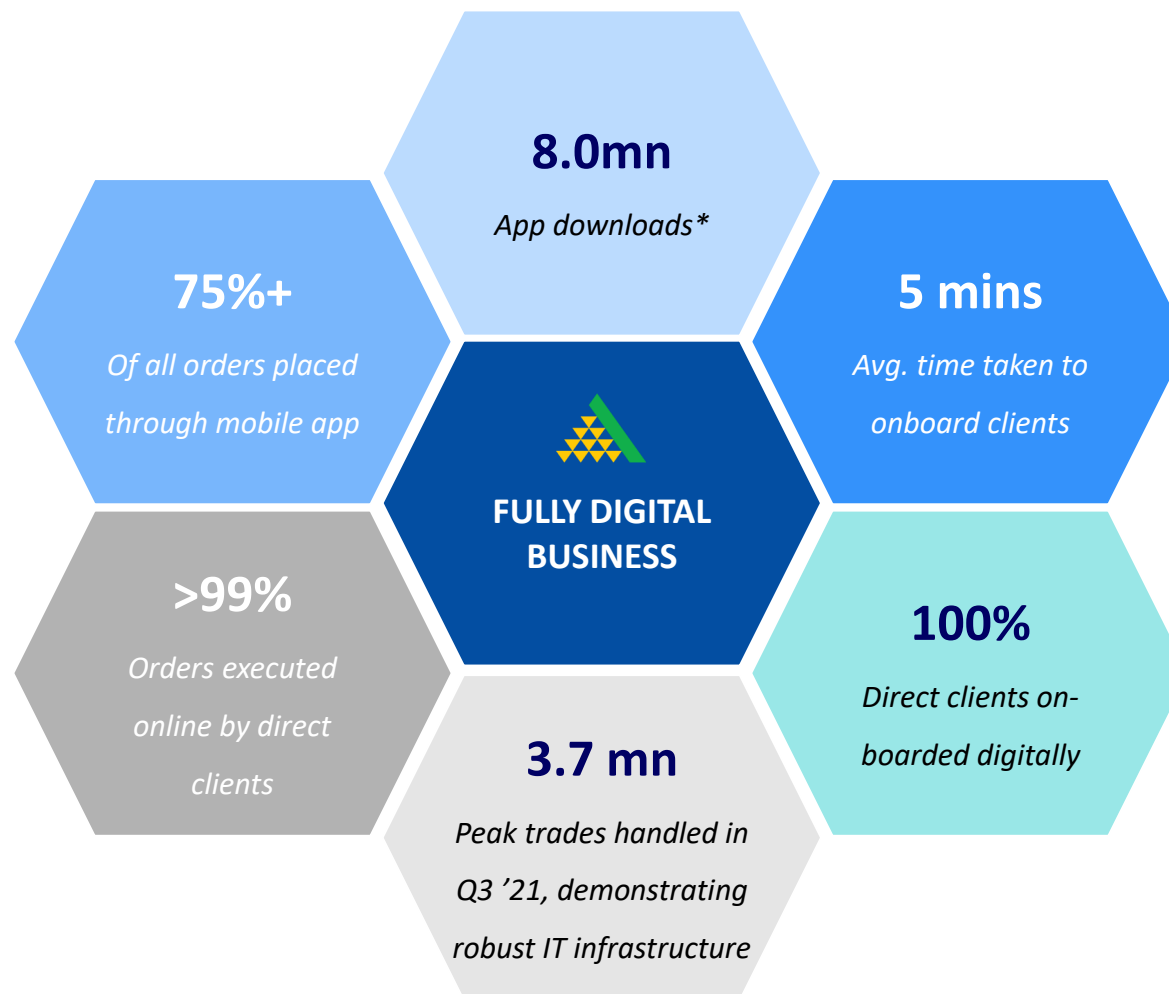 8.0mn
App downloads*
75%+
Of all orders placed
through mobile app
5 mins
Avg. time taken to
onboard clients
FULLY DIGITAL
BUSINESS
>99%
Orders executed
online by direct
clients
100%
Direct clients on-
boarded digitally
3.7 mn
Peak trades handled in
Q3 ’21, demonstrating
robust IT infrastructure